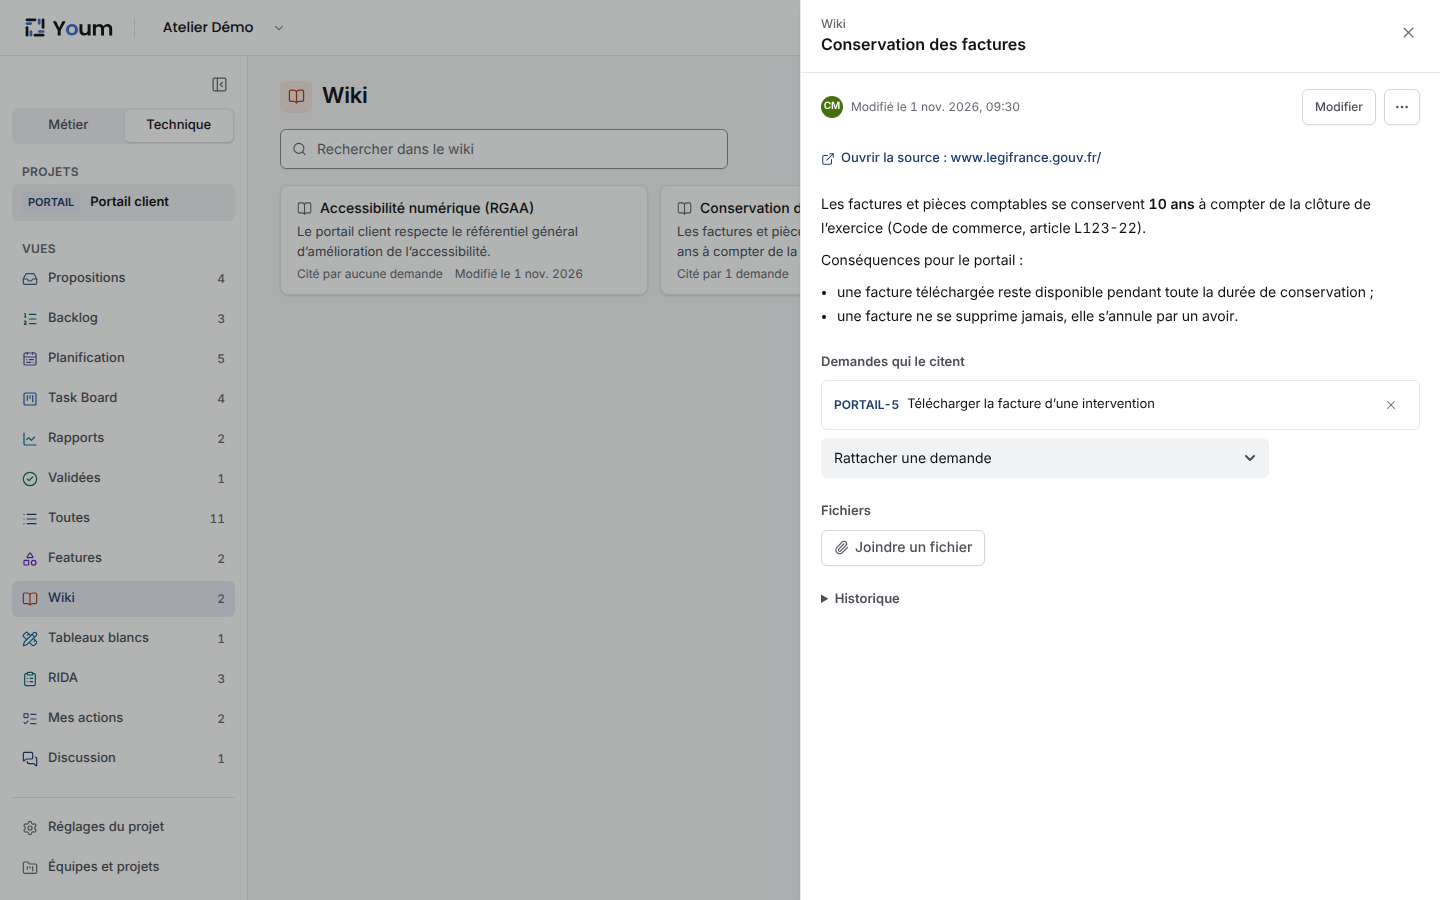 Youm
Atelier Démo
Métier
Technique
PROJETS
PORTAIL Portail client
VUES
Propositions 4
Backlog 3
Planification 5
Task Board 4
Rapports 2
Validées 1
Toutes 11
Features 2
Wiki 2
Tableaux blancs 1
RIDA 3
Mes actions 2
Discussion 1
Réglages du projet
Équipes et projets
Wiki
Rechercher dans le wiki
Accessibilité numérique (RGAA)
Le portail client respecte le référentiel général
d’amélioration de l’accessibilité.
Cité par aucune demande Modifié le 1 nov. 2026
Conservation d
Les factures et pièce
ans à compter de la
Cité par 1 demande
Wiki
Conservation des factures
CM Modifié le 1 nov. 2026, 09:30
Modifier
Ouvrir la source : www.legifrance.gouv.fr/
Les factures et pièces comptables se conservent 10 ans à compter de la clôture de
l’exercice (Code de commerce, article L123-22).
Conséquences pour le portail :
• une facture téléchargée reste disponible pendant toute la durée de conservation ;
• une facture ne se supprime jamais, elle s’annule par un avoir.
Demandes qui le citent
PORTAIL-5 Télécharger la facture d’une intervention
Rattacher une demande
Fichiers
Joindre un fichier
Historique